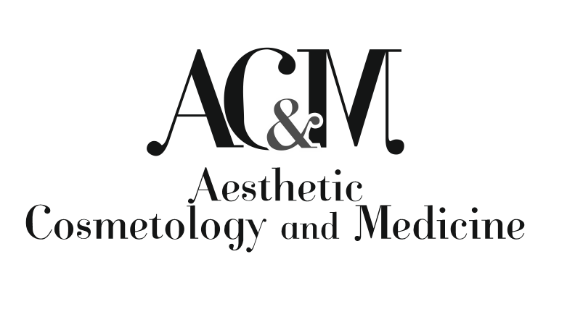 AC&M
Aesthetic
Cosmetology and Medicine